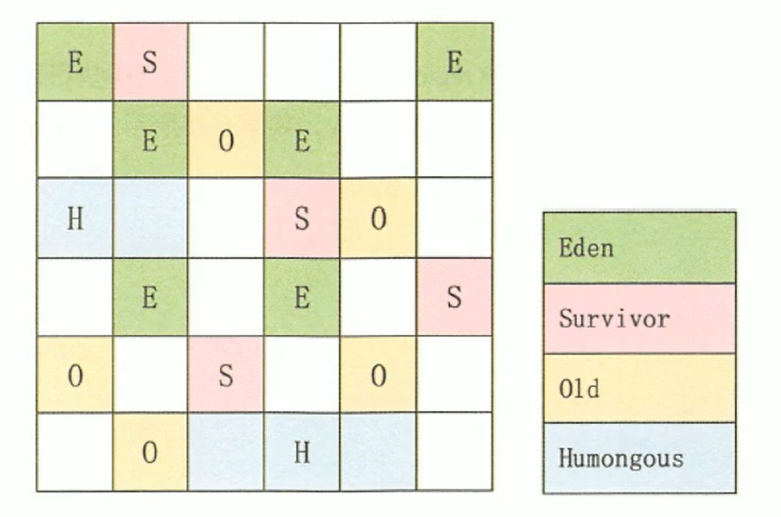 E S E
E O E
H S O
E E S
O S O
O H
Eden
Survivor
Old
Humongous